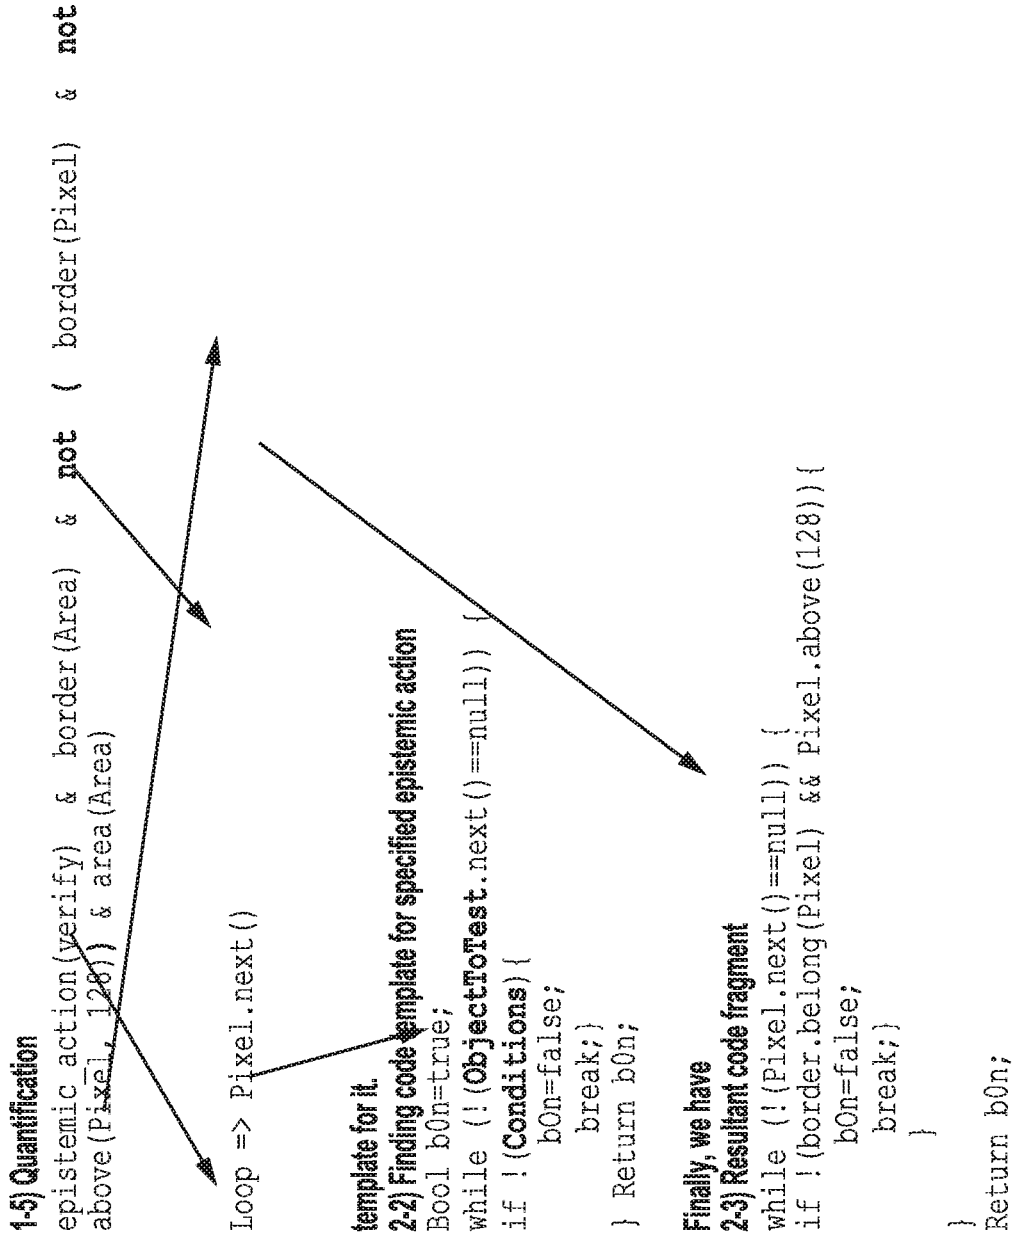 1-5) Quantification
epistemic action(verify) & border(Area) & not ( border(Pixel) & not
above(Pixel, 128)) & area(Area)
Loop => Pixel.next()
template for it.
2-2) Finding code template for specified epistemic action
Bool bOn=true;
while (!(ObjectToTest.next()==null)) {
if !(Conditions){
bOn=false;
break;}
} Return bOn;
Finally, we have
2-3) Resultant code fragment
while (!(Pixel.next()==null)) {
if !(border.belong(Pixel) && Pixel.above(128)){
bOn=false;
break;}
}
}
Return bOn;